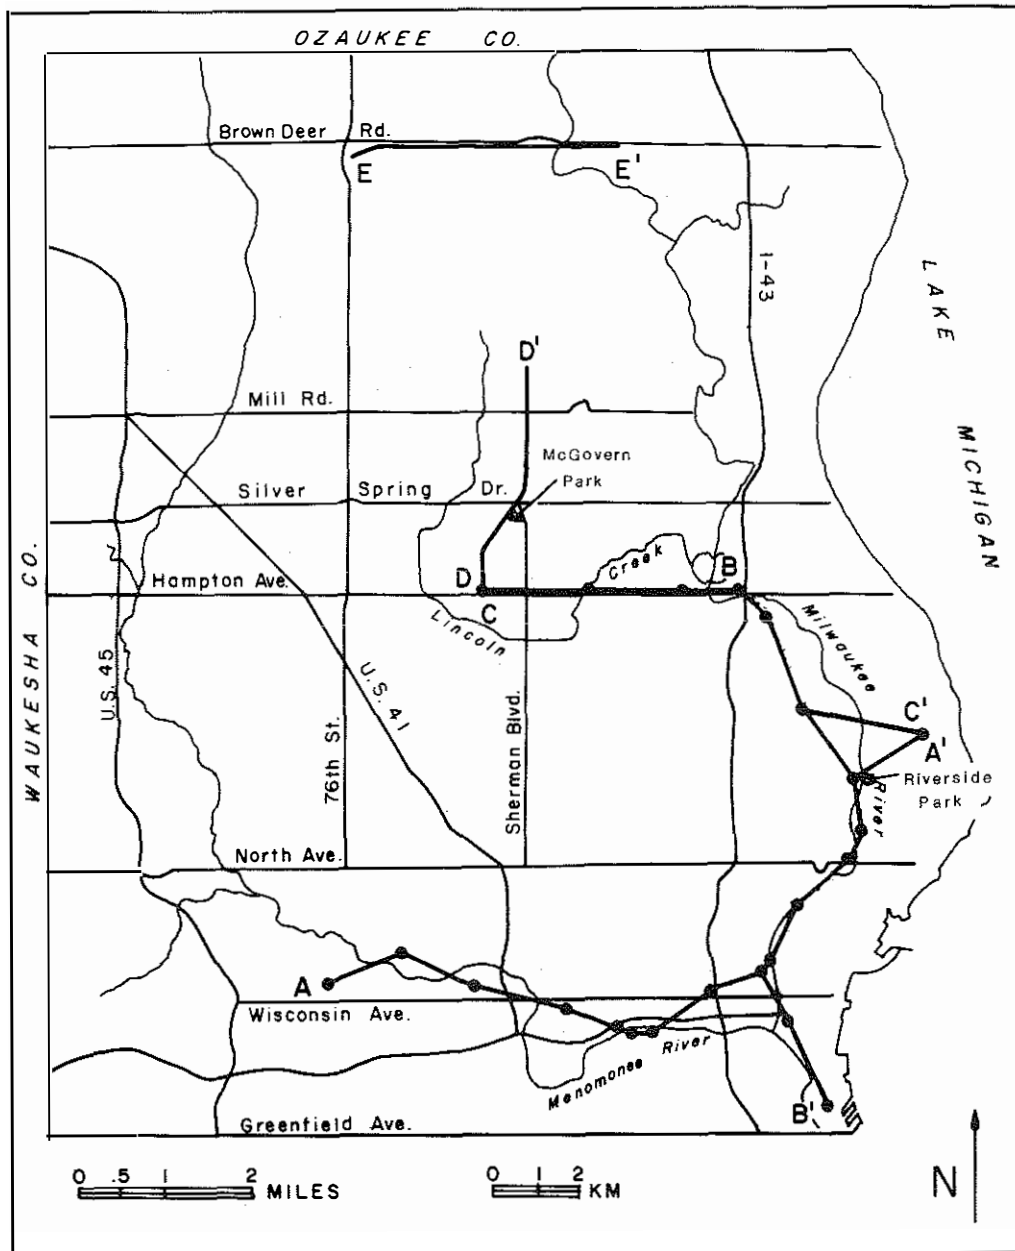 OZAUKEE CO.
Brown Deer Rd.
E
E'
I-43
LAKE
D'
Mill Rd.
McGovern
Park
MICHIGAN
Silver Spring Dr.
WAUKESHA CO.
Hampton Ave.
D
C
Creek
B
Lincoln
Milwaukee
U.S. 45
U.S. 41
C'
A'
76th St.
Sherman Blvd.
Riverside
Park
River
North Ave.
A
Wisconsin Ave.
Menomonee River
B'
Greenfield Ave.
0 .5 1 2
MILES
0 1 2
KM
N